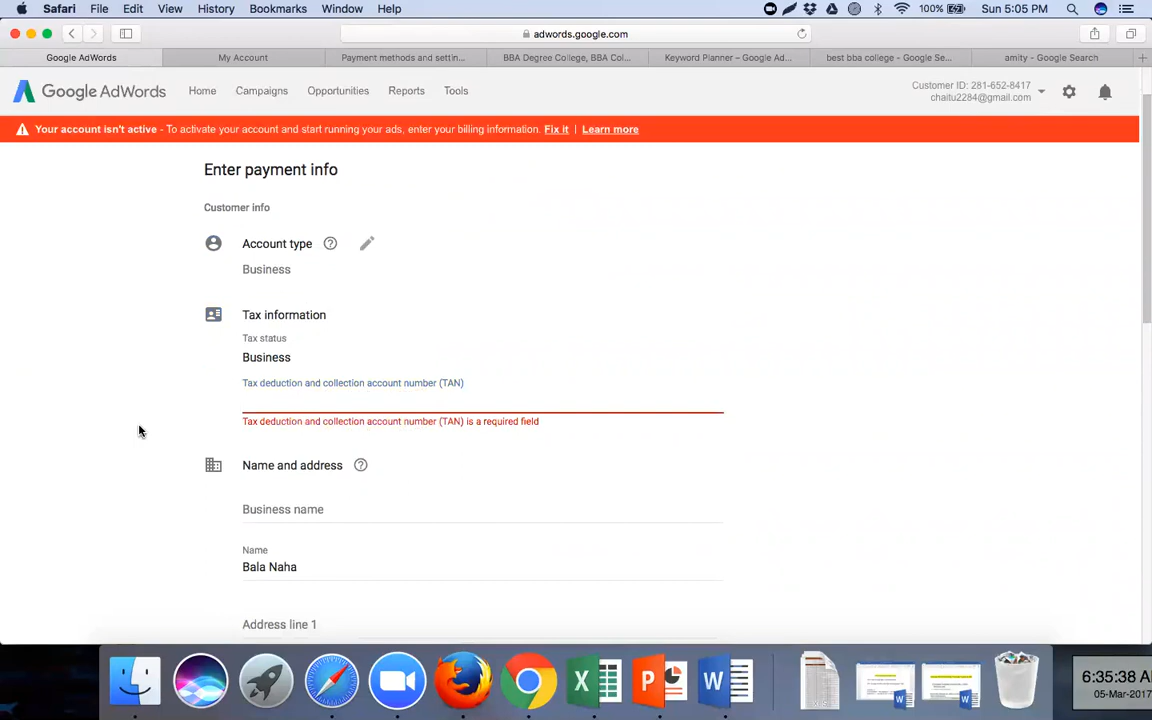 Safari File Edit View History Bookmarks Window Help 100% Sun 5:05 PM
adwords.google.com
Google AdWords My Account Payment methods and settin... BBA Degree College, BBA Col... Keyword Planner – Google Ad... best bba college - Google Se... amity - Google Search
Google AdWords Home Campaigns Opportunities Reports Tools
Customer ID: 281-652-8417
chaitu2284@gmail.com
Your account isn't active - To activate your account and start running your ads, enter your billing information. Fix it | Learn more
Enter payment info
Customer info
Account type
Business
Tax information
Tax status
Business
Tax deduction and collection account number (TAN)
Tax deduction and collection account number (TAN) is a required field
Name and address
Business name
Name
Bala Naha
Address line 1
6:35:38
05-Mar-2017